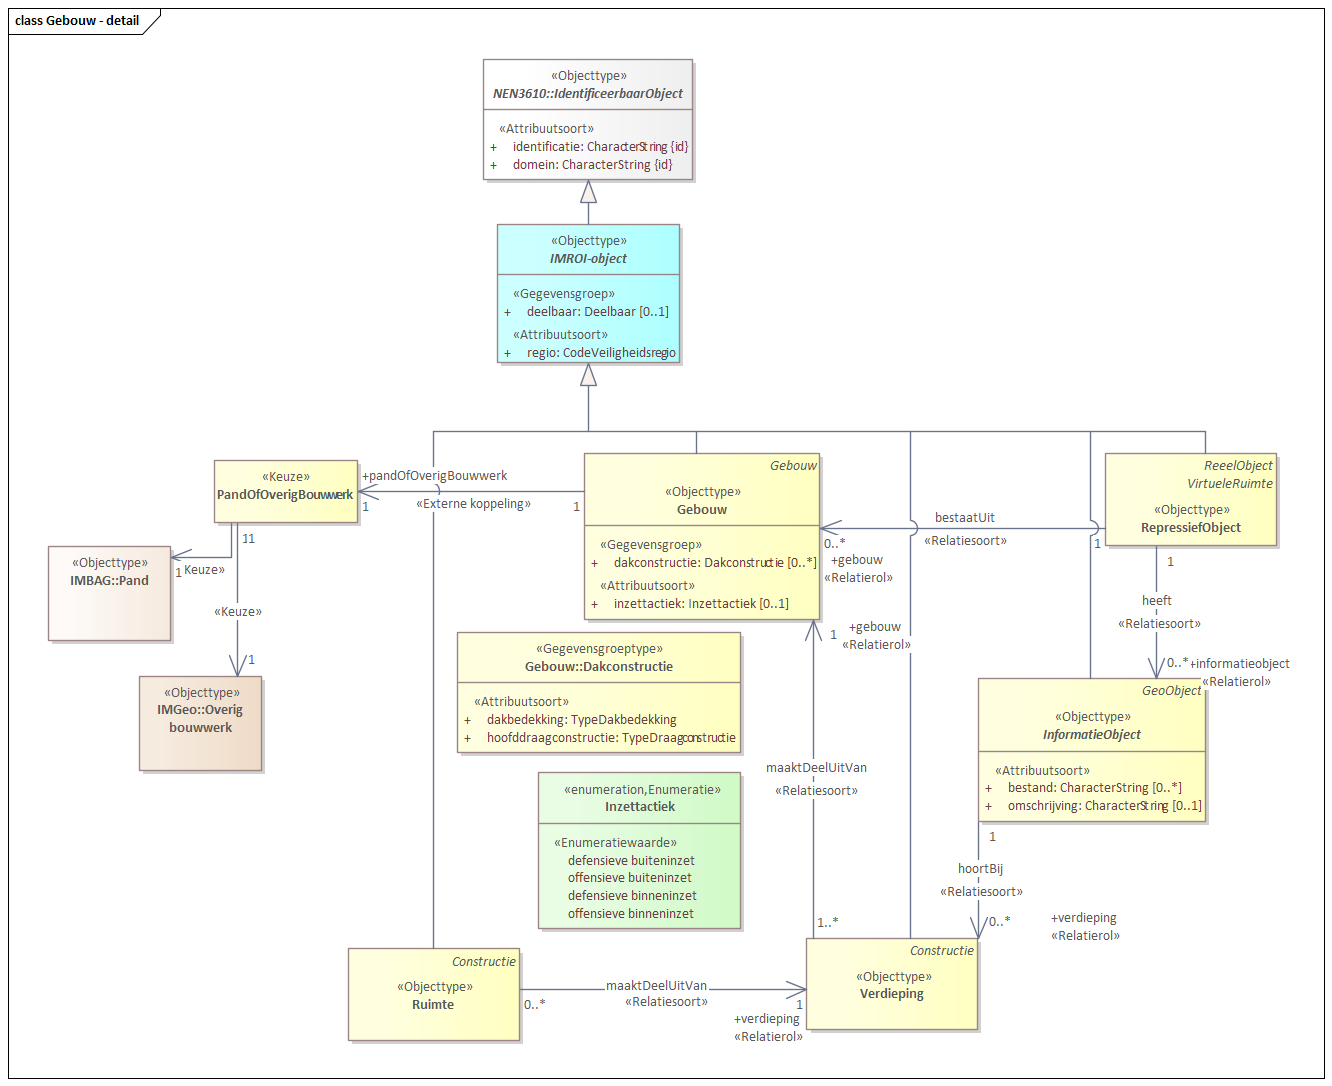 class Gebouw - detail
«Objecttype»
NEN3610::IdentificeerbaarObject
«Attribuutsoort»
+ identificatie: CharacterString {id}
+ domein: CharacterString {id}
«Objecttype»
IMROI-object
«Gegevensgroep»
+ deelbaar: Deelbaar [0..1]
«Attribuutsoort»
+ regio: CodeVeiligheidsregio
«Keuze»
PandOfOverigBouwwerk
+pandOfOverigBouwwerk
«Externe koppeling»
1
1
Gebouw
«Objecttype»
Gebouw
«Gegevensgroep»
+ dakconstructie: Dakconstructie [0..*]
«Attribuutsoort»
+ inzettactiek: Inzettactiek [0..1]
bestaatUit
«Relatiesoort»
0..*
+gebouw
«Relatierol»
1
ReeelObject
VirtueleRuimte
«Objecttype»
RepressiefObject
11
1 Keuze»
«Objecttype»
IMBAG::Pand
«Keuze»
1
«Objecttype»
IMGeo::Overig
bouwwerk
1
heeft
«Relatiesoort»
0..* +informatieobject
«Relatierol»
1
+gebouw
«Relatierol»
«Gegevensgroeptype»
Gebouw::Dakconstructie
«Attribuutsoort»
+ dakbedekking: TypeDakbedekking
+ hoofddraagconstructie: TypeDraagconstructie
GeoObject
«Objecttype»
InformatieObject
«Attribuutsoort»
+ bestand: CharacterString [0..*]
+ omschrijving: CharacterString [0..1]
maaktDeelUitVan
«Relatiesoort»
«enumeration,Enumeratie»
Inzettactiek
«Enumeratiewaarde»
defensieve buiteninzet
offensieve buiteninzet
defensieve binneninzet
offensieve binneninzet
1
hoortBij
«Relatiesoort»
0..*
+verdieping
«Relatierol»
1..*
Constructie
«Objecttype»
Ruimte
maaktDeelUitVan
«Relatiesoort»
0..*
1
+verdieping
«Relatierol»
Constructie
«Objecttype»
Verdieping